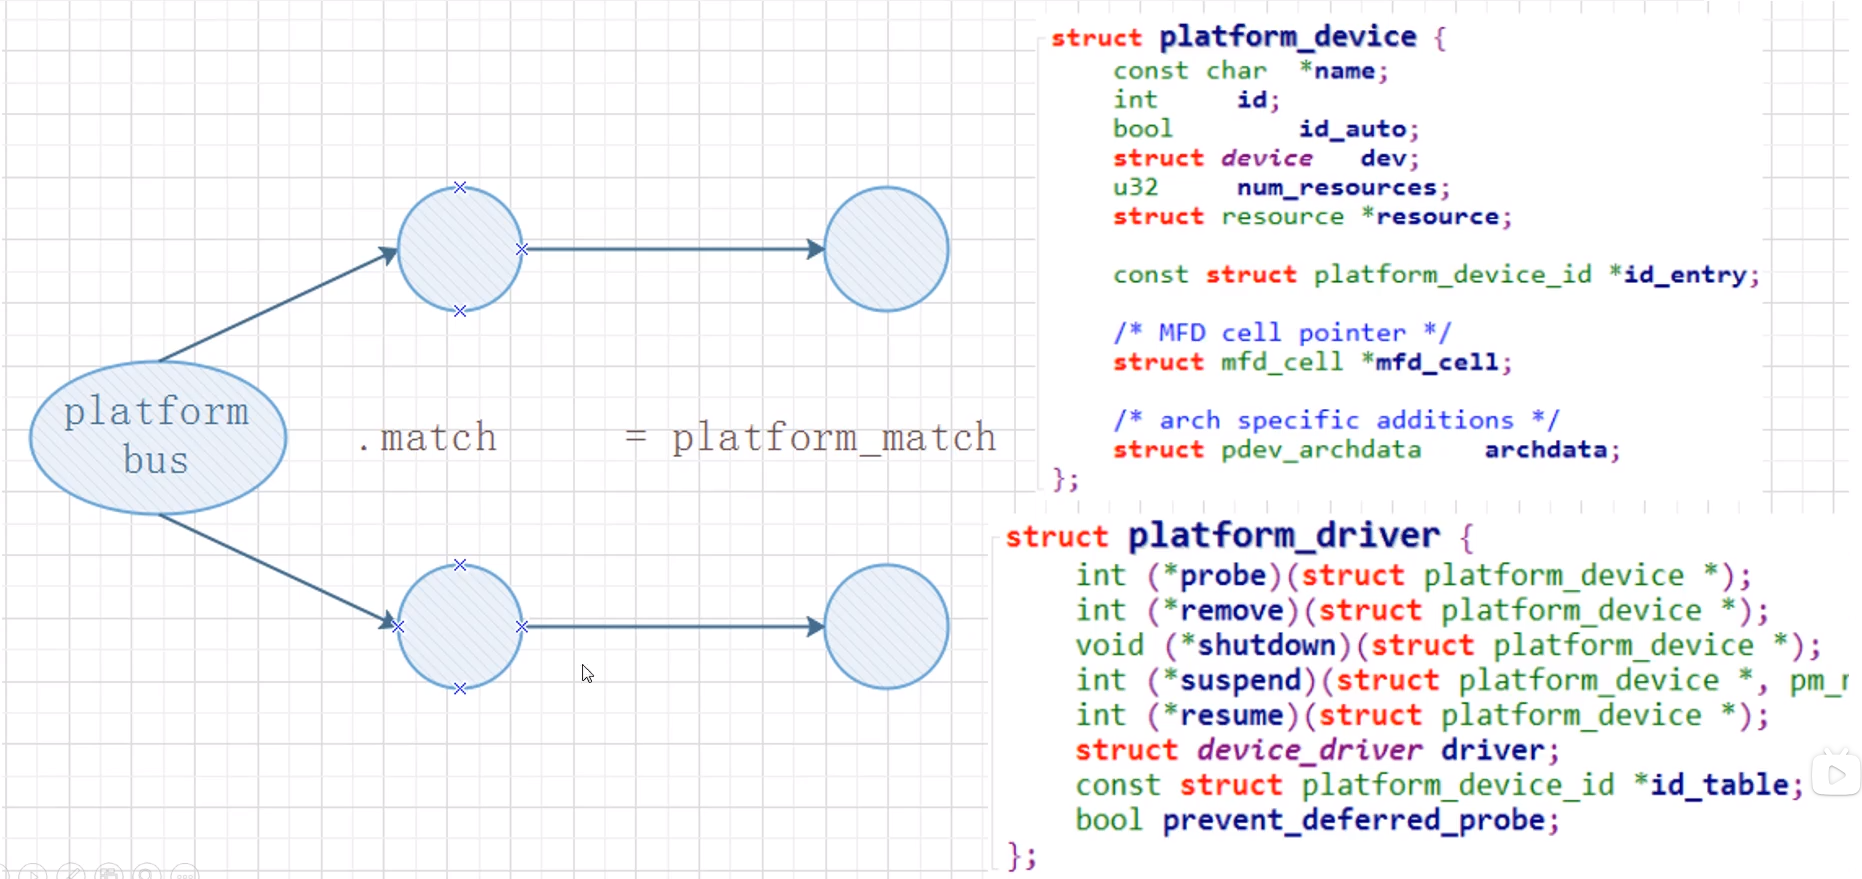 platform
bus
.match = platform_match
struct platform_device {
const char *name;
int id;
bool id_auto;
struct device dev;
u32 num_resources;
struct resource *resource;
const struct platform_device_id *id_entry;
/* MFD cell pointer */
struct mfd_cell *mfd_cell;
/* arch specific additions */
struct pdev_archdata archdata;
};
struct platform_driver {
int (*probe)(struct platform_device *);
int (*remove)(struct platform_device *);
void (*shutdown)(struct platform_device *);
int (*suspend)(struct platform_device *, pm_
int (*resume)(struct platform_device *);
struct device_driver driver;
const struct platform_device_id *id_table;
bool prevent_deferred_probe;
};